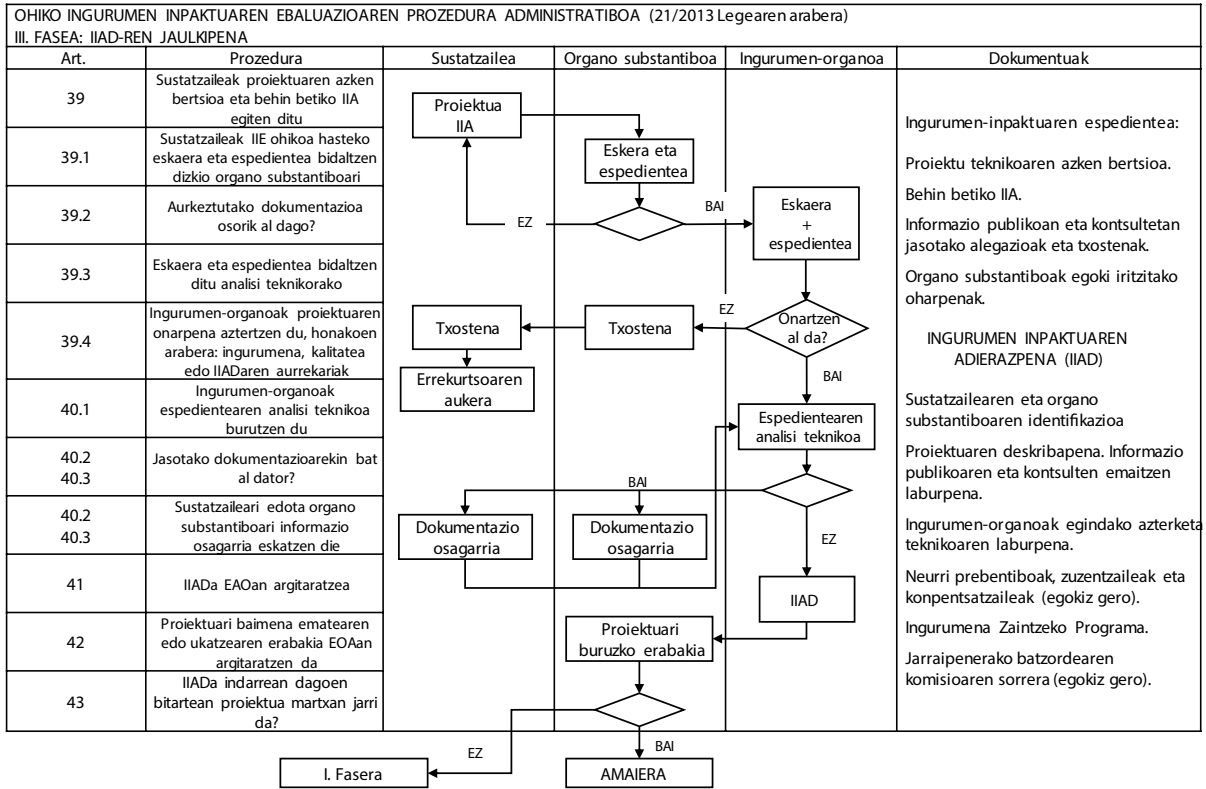 OHIKO INGURUMEN INPAKTUAREN EBALUAZIOAREN PROZEDURA ADMINISTRATIBOA (21/2013 Legearen arabera)
III. FASEA: IIAD-REN JAULKIPENA
Art.
Prozedura
Sustatzailea
Organo substantiboa
Ingurumen-organoa
Dokumentuak
39
Sustatzaileak proiektuaren azken
bertsioa eta behin betiko IIA
egiten ditu
39.1
Sustatzaileak IIE ohikoa hasteko
eskaera eta espedientea bidaltzen
dizkio organo substantiboari
39.2
Aurkeztutako dokumentazioa
osorik al dago?
39.3
Eskaera eta espedientea bidaltzen
ditu analisi teknikorako
39.4
Ingurumen-organoak proiektuaren
onarpena aztertzen du, honakoen
arabera: ingurumena, kalitatea
edo IIADaren aurrekariak
40.1
Ingurumen-organoak
espedientearen analisi teknikoa
burutzen du
40.2
40.3
Jasotako dokumentazioarekin bat
al dator?
40.2
40.3
Sustatzaileari edota organo
substantiboari informazio
osagarria eskatzen die
41
IIADa EAOan argitaratzea
42
Proiektuari baimena ematearen
edo ukatzearen erabakia EOAan
argitaratzen da
43
IIADa indarrean dagoen
bitartean proiektua martxan jarri
da?
Proiektua
IIA
Eskera eta
espedientea
EZ
BAI
Eskaera
+
espedientea
Txostena
Txostena
EZ
Onartzen
al da?
Errekurtsoaren
aukera
BAI
Espedientearen
analisi teknikoa
BAI
Dokumentazio
osagarria
Dokumentazio
osagarria
EZ
IIAD
Proiektuari
buruzko erabakia
EZ
BAI
I. Fasera
AMAIERA
Ingurumen-inpaktuaren espedientea:
Proiektu teknikoaren azken bertsioa.
Behin betiko IIA.
Informazio publikoan eta kontsultetan
jasotako alegazioak eta txostenak.
Organo substantiboak egoki iritzitako
oharpenak.
INGURUMEN INPAKTUAREN
ADIERAZPENA (IIAD)
Sustatzailearen eta organo
substantiboaren identifikazioa
Proiektuaren deskribapena. Informazio
publikoaren eta kontsulten emaitzen
laburpena.
Ingurumen-organoak egindako azterketa
teknikoaren laburpena.
Neurri prebentiboak, zuzentzaileak eta
konpentsatzaileak (egokiz gero).
Ingurumena Zaintzeko Programa.
Jarraipenerako batzordearen
komisioaren sorrera (egokiz gero).